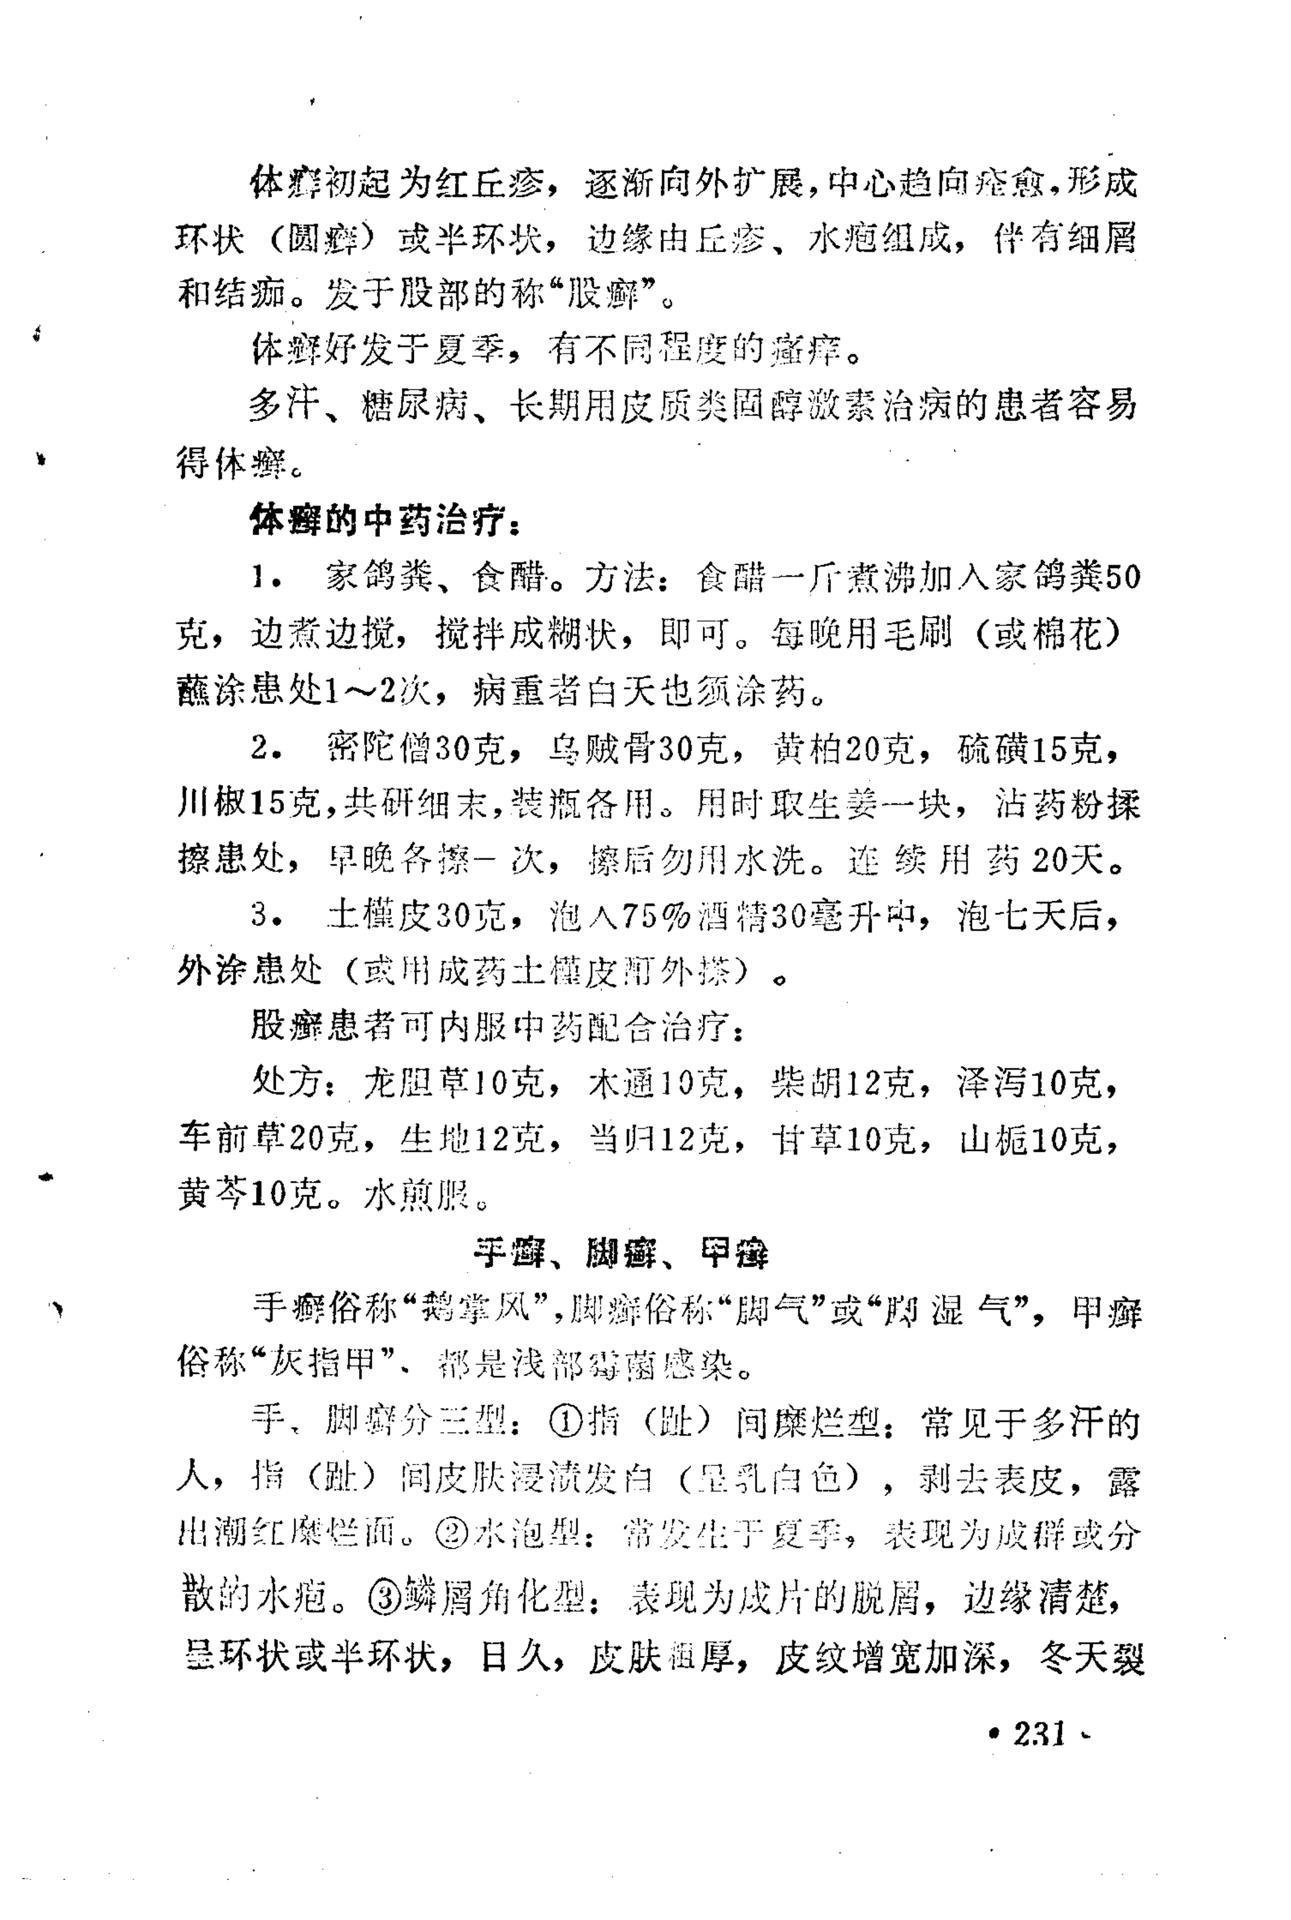 体癣初起为红丘疹，逐渐向外扩展，中心趋向痊愈，形成
环状（圆癣）或半环状，边缘由丘疹、水疱组成，伴有细屑
和结痂。发于股部的称“股癣”。
体癣好发于夏季，有不同程度的瘙痒。
多汗、糖尿病、长期用皮质类固醇激素治病的患者容易
得体癣。
体癣的中药治疗：
1．家鸽粪、食醋。方法：食醋一斤煮沸加入家鸽粪50
克，边煮边搅，搅拌成糊状，即可。每晚用毛刷（或棉花）
蘸涂患处1～2次，病重者白天也须涂药。
2．密陀僧30克，乌贼骨30克，黄柏20克，硫磺15克，
川椒15克，共研细末，装瓶备用。用时取生姜一块，沾药粉揉
擦患处，早晚各擦一次，擦后勿用水洗。连续用药20天。
3．土槿皮30克，泡入75%酒精30毫升中，泡七天后，
外涂患处（或用成药土槿皮酊外搽）。
股癣患者可内服中药配合治疗：
处方：龙胆草10克，木通10克，柴胡12克，泽泻10克，
车前草20克，生地12克，当归12克，甘草10克，山栀10克，
黄芩10克。水煎服。
手癣、脚癣、甲癣
手癣俗称“鹅掌风”，脚癣俗称“脚气”或“脚湿气”，甲癣
俗称“灰指甲”、都是浅部霉菌感染。
手、脚癣分三型：①指（趾）间糜烂型：常见于多汗的
人，指（趾）间皮肤浸渍发白（呈乳白色），剥去表皮，露
出潮红糜烂面。②水泡型：常发生于夏季，表现为成群或分
散的水疱。③鳞屑角化型：表现为成片的脱屑，边缘清楚，
呈环状或半环状，日久，皮肤粗厚，皮纹增宽加深，冬天裂
• 231 •